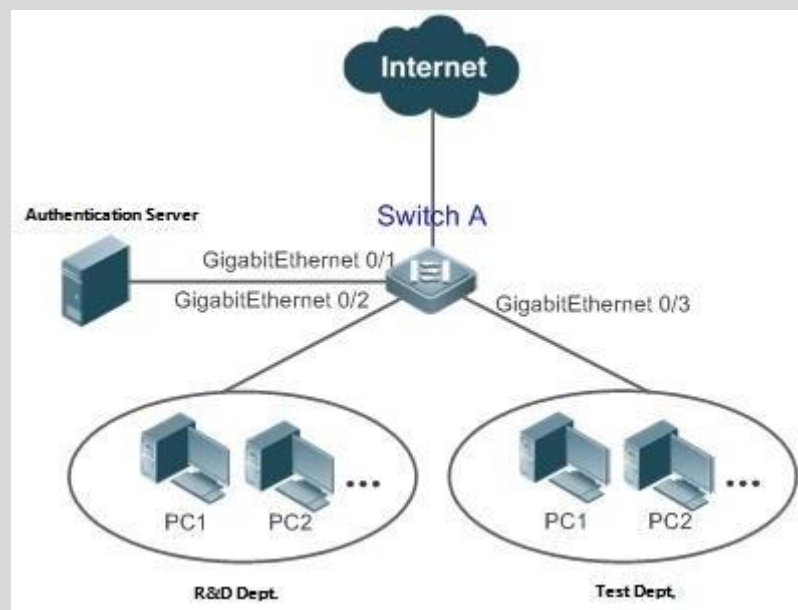 Internet
Switch A
Authentication Server
GigabitEthernet 0/1
GigabitEthernet 0/2
GigabitEthernet 0/3
PC1
PC2
...
PC1
PC2
...
R&D Dept.
Test Dept,